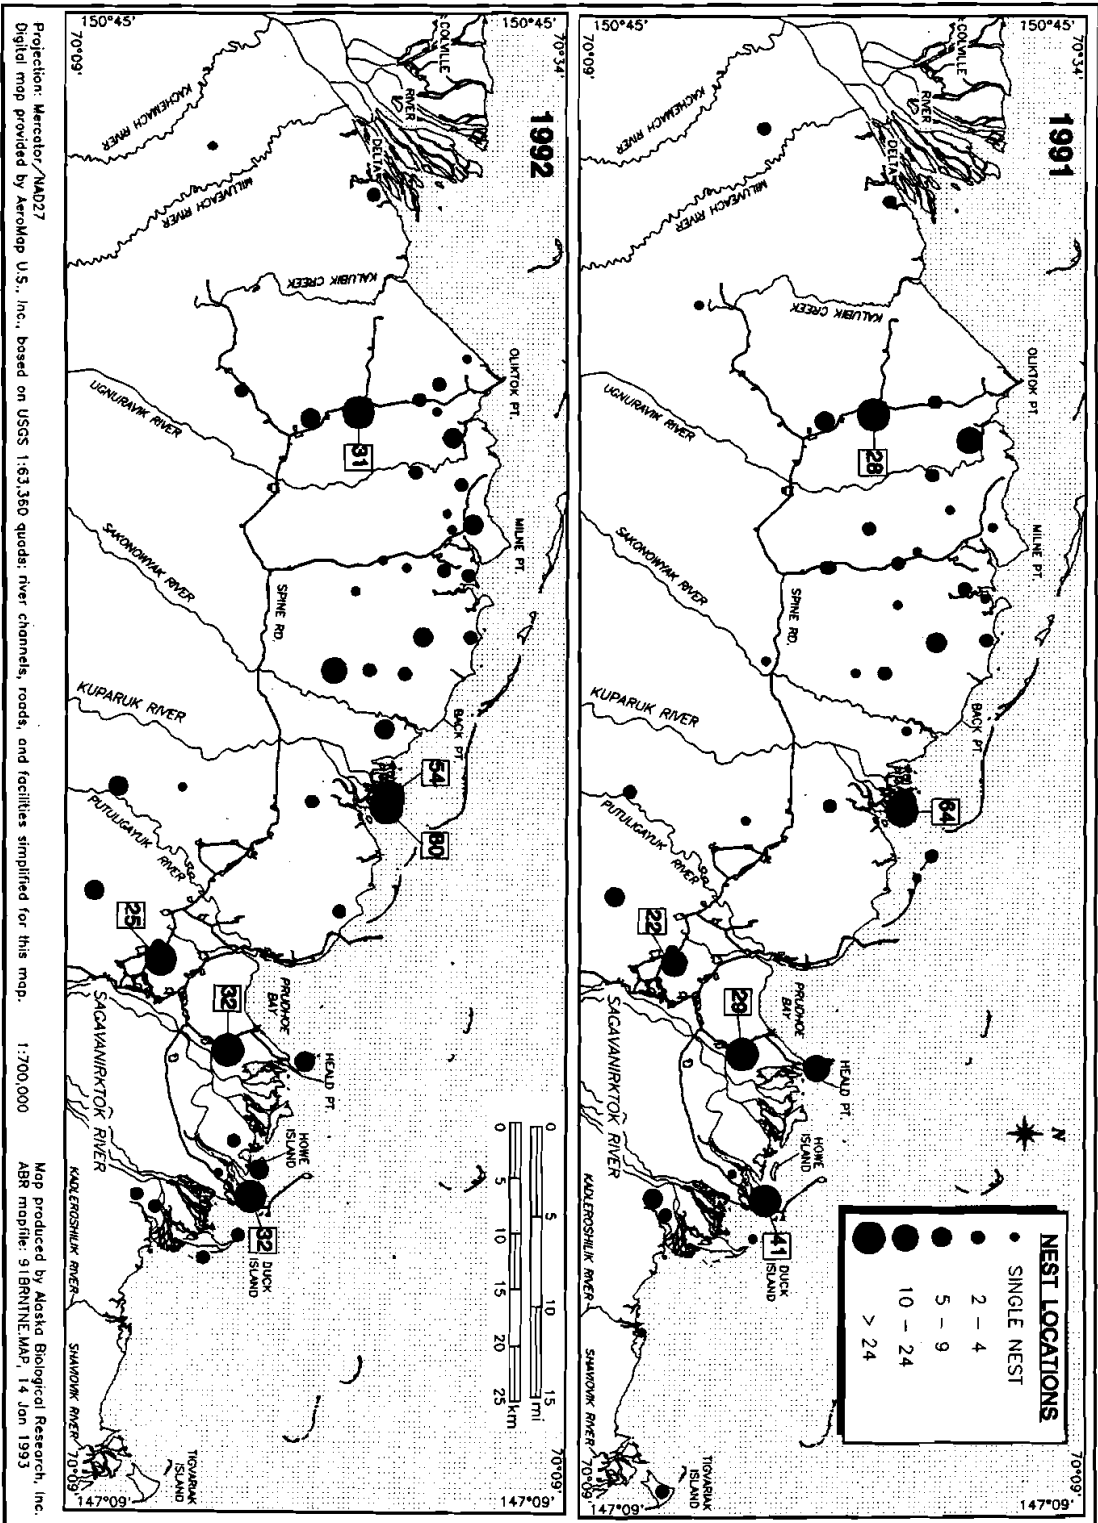 1991
70°34'
150°45'
70°09'
COLVILLE
RIVER
DELTA
KACHEMACH RIVER
MILUVEACH RIVER
KALUBIK CREEK
OLIKTOK PT.
UGNURAVIK RIVER
MILNE PT.
SAKONOWYAK RIVER
SPINE RD.
KUPARUK RIVER
BACK PT.
PUTULIGAYUK RIVER
28
64
22
29
41
PRUDHOE
BAY
HEALD PT.
SAGAVANIRKTOK RIVER
HOWE
ISLAND
DUCK
ISLAND
KADLEROSHILIK RIVER
SHAVIOVIK RIVER
TIGVARIAK
ISLAND
N
NEST LOCATIONS
SINGLE NEST
2 - 4
5 - 9
10 - 24
> 24
70°09'
147°09'
70°09'
147°09'
1992
70°34'
150°45'
70°09'
COLVILLE
RIVER
DELTA
KACHEMACH RIVER
MILUVEACH RIVER
KALUBIK CREEK
OLIKTOK PT.
UGNURAVIK RIVER
MILNE PT.
SAKONOWYAK RIVER
SPINE RD.
KUPARUK RIVER
BACK PT.
PUTULIGAYUK RIVER
31
54
80
25
32
32
PRUDHOE
BAY
HEALD PT.
SAGAVANIRKTOK RIVER
HOWE
ISLAND
DUCK
ISLAND
KADLEROSHILIK RIVER
SHAVIOVIK RIVER
TIGVARIAK
ISLAND
0 5 10 15 mi
0 5 10 15 20 25 km
70°09'
147°09'
70°09'
147°09'
Projection: Mercator/NAD27
Digital map provided by AeroMap U.S., Inc., based on USGS 1:63,360 quads; river channels, roads, and facilities simplified for this map.
1:700,000
Map produced by Alaska Biological Research, Inc.
ABR mapfile: 91BRNTNE.MAP, 14 Jan 1993